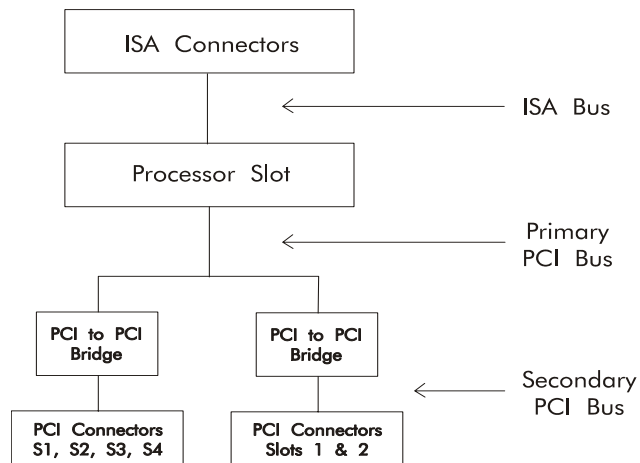 ISA Connectors
ISA Bus
Processor Slot
Primary
PCI Bus
PCI to PCI
Bridge
PCI to PCI
Bridge
Secondary
PCI Bus
PCI Connectors
S1, S2, S3, S4
PCI Connectors
Slots 1 & 2